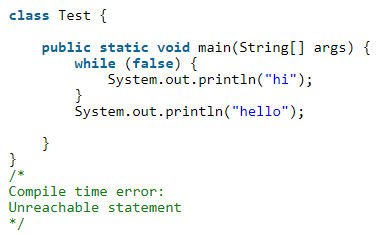 class Test {
    public static void main(String[] args) {
        while (false) {
            System.out.println("hi");
        }
        System.out.println("hello");
    }
}
/*
Compile time error:
Unreachable statement
*/